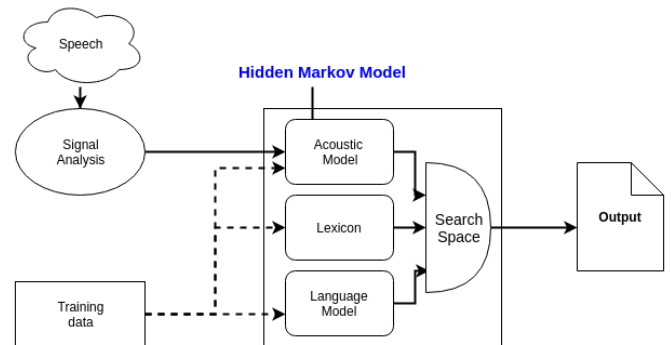 Speech
Hidden Markov Model
Signal
Analysis
Acoustic
Model
Lexicon
Search
Space
Output
Training
data
Language
Model